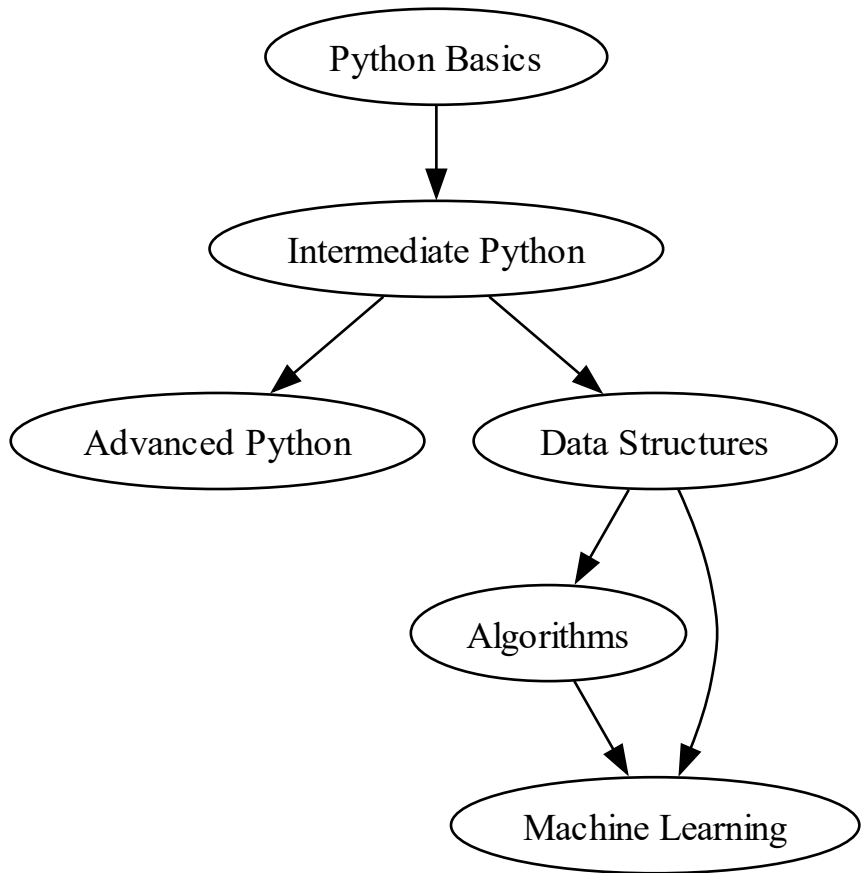 Python Basics
Intermediate Python
Advanced Python
Data Structures
Algorithms
Machine Learning